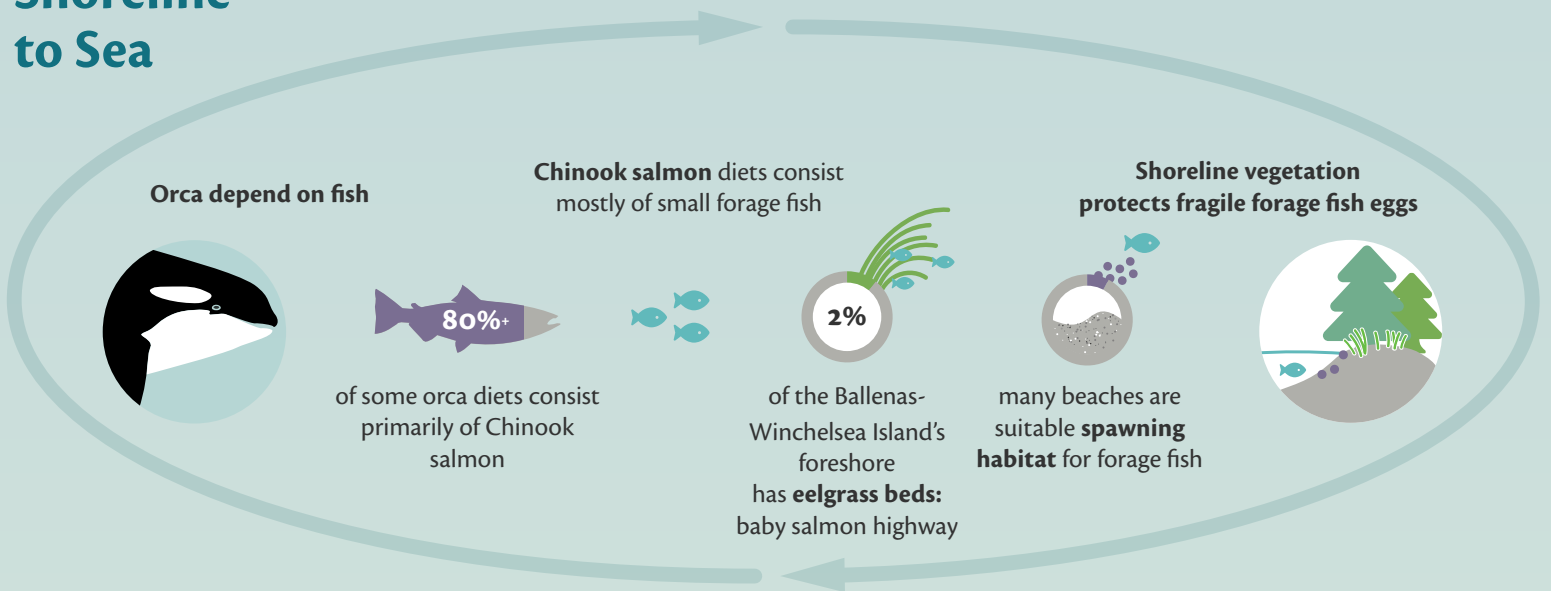 Shoreline
to Sea
Orca depend on fish
80%+
of some orca diets consist
primarily of Chinook
salmon
Chinook salmon diets consist
mostly of small forage fish
2%
of the Ballenas-
Winchelsea Island's
foreshore
has eelgrass beds:
baby salmon highway
many beaches are
suitable spawning
habitat for forage fish
Shoreline vegetation
protects fragile forage fish eggs